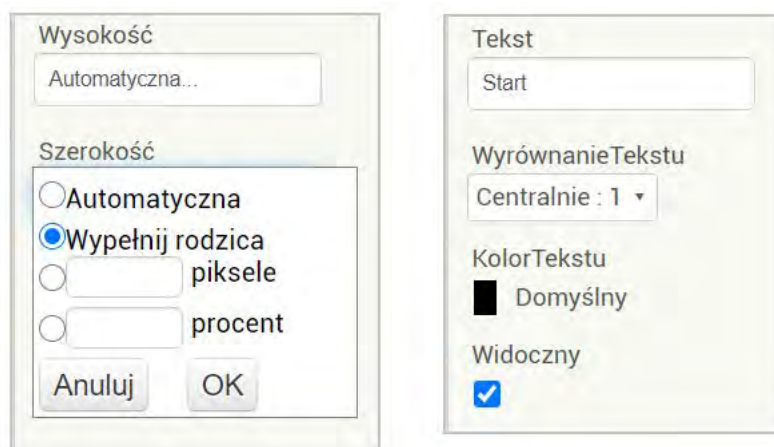 Wysokość
Automatyczna...
Szerokość
Automatyczna
Wypełnij rodzica
piksele
procent
Anuluj OK
Tekst
Start
WyrównanieTekstu
Centralnie : 1
KolorTekstu
Domyślny
Widoczny